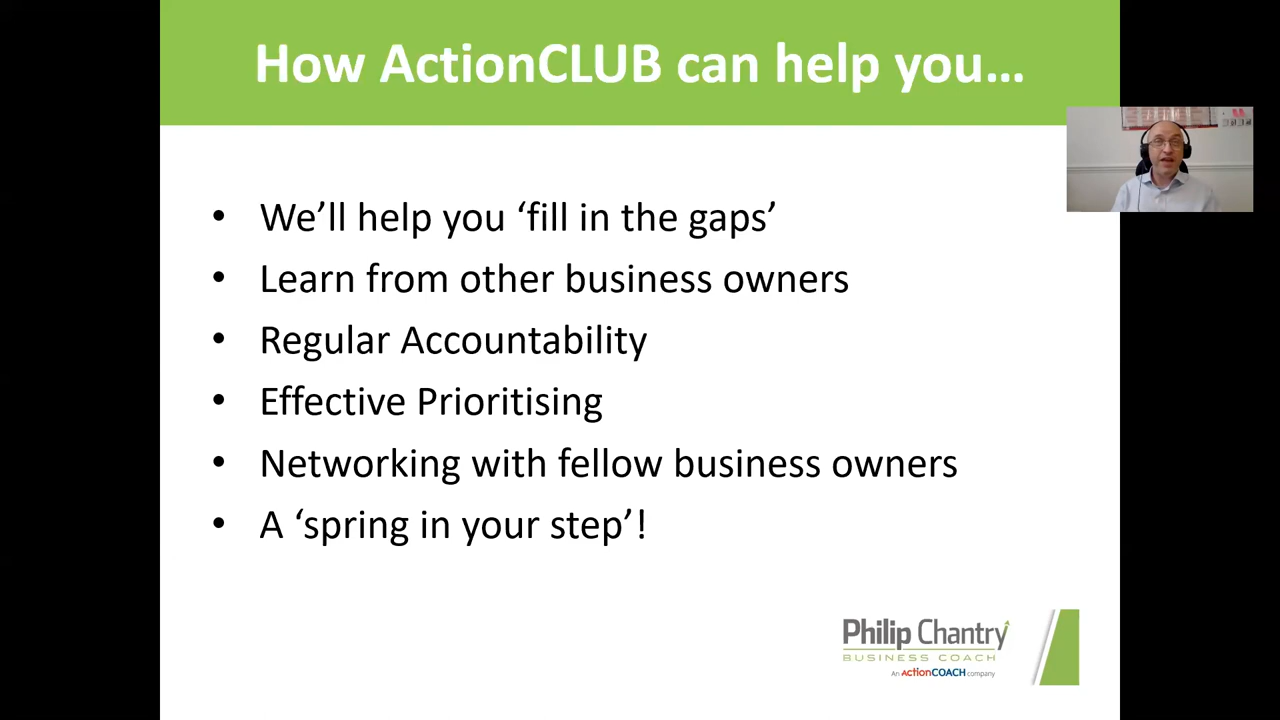 How ActionCLUB can help you...
• We’ll help you ‘fill in the gaps’
• Learn from other business owners
• Regular Accountability
• Effective Prioritising
• Networking with fellow business owners
• A ‘spring in your step’!
Philip Chantry
BUSINESS COACH
An ActionCOACH company